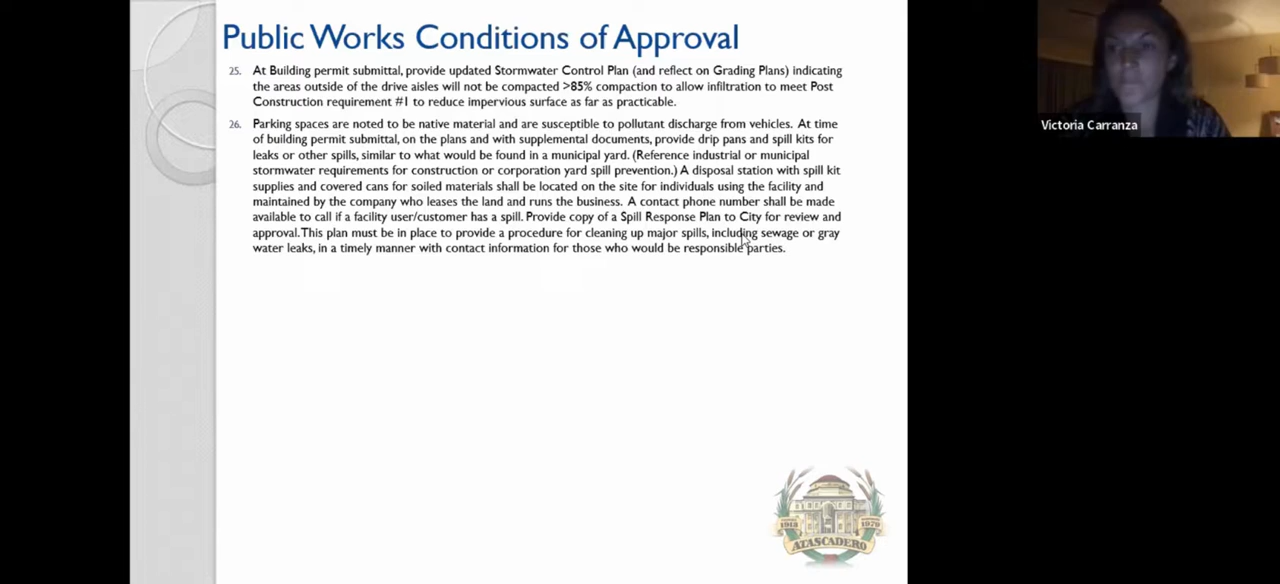 Public Works Conditions of Approval
25. At Building permit submittal, provide updated Stormwater Control Plan (and reflect on Grading Plans) indicating
the areas outside of the drive aisles will not be compacted >85% compaction to allow infiltration to meet Post
Construction requirement #1 to reduce impervious surface as far as practicable.
26. Parking spaces are noted to be native material and are susceptible to pollutant discharge from vehicles. At time
of building permit submittal, on the plans and with supplemental documents, provide drip pans and spill kits for
leaks or other spills, similar to what would be found in a municipal yard. (Reference industrial or municipal
stormwater requirements for construction or corporation yard spill prevention.) A disposal station with spill kit
supplies and covered cans for soiled materials shall be located on the site for individuals using the facility and
maintained by the company who leases the land and runs the business. A contact phone number shall be made
available to call if a facility user/customer has a spill. Provide copy of a Spill Response Plan to City for review and
approval. This plan must be in place to provide a procedure for cleaning up major spills, including sewage or gray
water leaks, in a timely manner with contact information for those who would be responsible parties.
Victoria Carranza
1913 1979
ATASCADERO